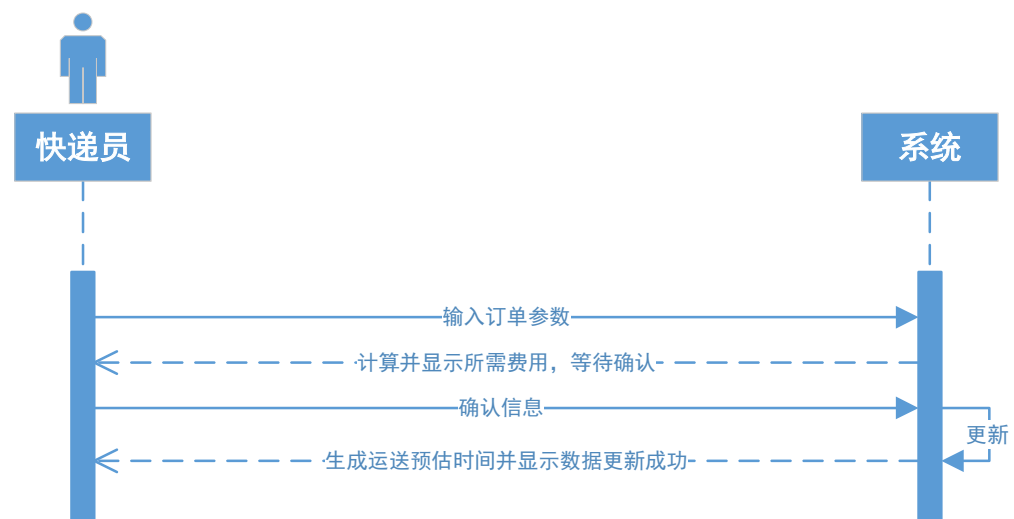 快递员
系统
输入订单参数
计算并显示所需费用，等待确认
确认信息
更新
生成运送预估时间并显示数据更新成功